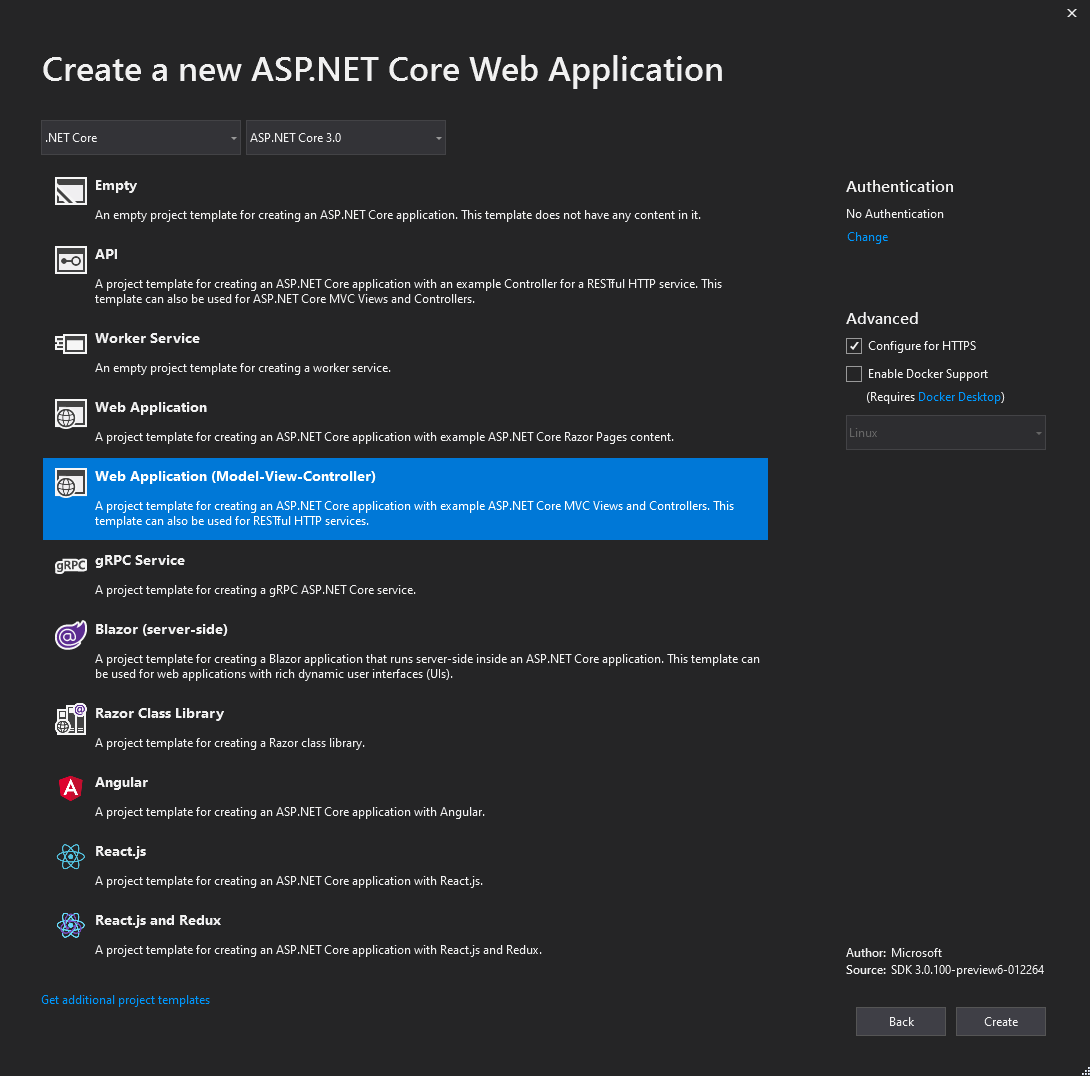 Create a new ASP.NET Core Web Application
.NET Core
ASP.NET Core 3.0
Empty
An empty project template for creating an ASP.NET Core application. This template does not have any content in it.
API
A project template for creating an ASP.NET Core application with an example Controller for a RESTful HTTP service. This
template can also be used for ASP.NET Core MVC Views and Controllers.
Worker Service
An empty project template for creating a worker service.
Web Application
A project template for creating an ASP.NET Core application with example ASP.NET Core Razor Pages content.
Web Application (Model-View-Controller)
A project template for creating an ASP.NET Core application with example ASP.NET Core MVC Views and Controllers. This
template can also be used for RESTful HTTP services.
gRPC
gRPC Service
A project template for creating a gRPC ASP.NET Core service.
Blazor (server-side)
A project template for creating a Blazor application that runs server-side inside an ASP.NET Core application. This template can
be used for web applications with rich dynamic user interfaces (UIs).
Razor Class Library
A project template for creating a Razor class library.
Angular
A project template for creating an ASP.NET Core application with Angular.
React.js
A project template for creating an ASP.NET Core application with React.js.
React.js and Redux
A project template for creating an ASP.NET Core application with React.js and Redux.
Get additional project templates
Authentication
No Authentication
Change
Advanced
Configure for HTTPS
Enable Docker Support
(Requires Docker Desktop)
Linux
Author: Microsoft
Source: SDK 3.0.100-preview6-012264
Back
Create